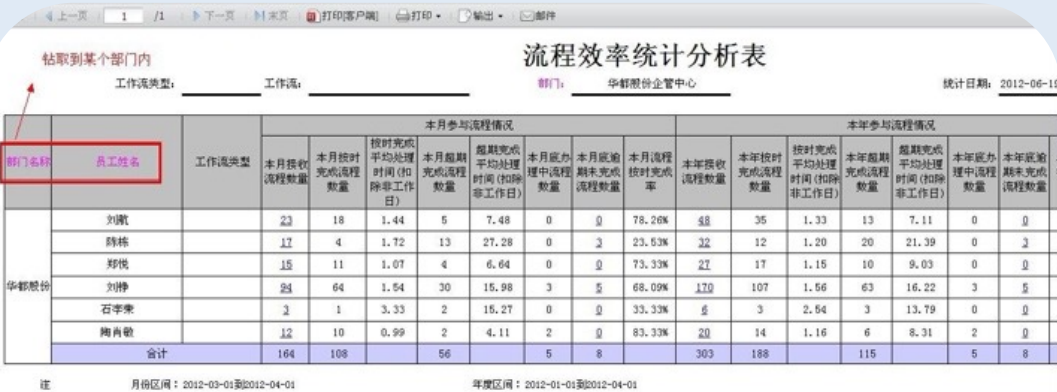 上一页 1 /1 下一页 末页 打印[客户端] 打印 输出 邮件
钻取到某个部门内
流程效率统计分析表
工作流类型: 工作流: 部门: 华都股份企管中心 统计日期: 2012-06-19
部门名称 员工姓名 工作流类型 本月参与流程情况 本年参与流程情况
本月接收流程数量 本月按时完成流程数量 按时完成平均处理时间(扣除非工作日) 本月超期完成流程数量 超期完成平均处理时间(扣除非工作日) 本月底办理中流程数量 本月底逾期未完成流程数量 本月流程按时完成率 本年接收流程数量 本年按时完成流程数量 按时完成平均处理时间(扣除非工作日) 本年超期完成流程数量 超期完成平均处理时间(扣除非工作日) 本年底办理中流程数量 本年底逾期未完成流程数量
刘航 23 18 1.44 5 7.48 0 0 78.26% 48 35 1.33 13 7.11 0 0
陈栋 17 4 1.72 13 27.28 0 3 23.53% 32 12 1.20 20 21.39 0 3
郑悦 15 11 1.07 4 6.64 0 0 73.33% 27 17 1.15 10 9.03 0 0
华都股份 刘挣 94 64 1.54 30 15.98 3 5 68.09% 170 107 1.56 63 16.22 3 5
石李荣 3 1 3.33 2 15.27 0 0 33.33% 6 3 2.54 3 13.79 0 0
陶肖敏 12 10 0.99 2 4.11 2 0 83.33% 20 14 1.16 6 8.31 2 0
合计 164 108 56 5 8 303 188 115 5 8
注 月份区间：2012-03-01到2012-04-01 年度区间：2012-01-01到2012-04-01